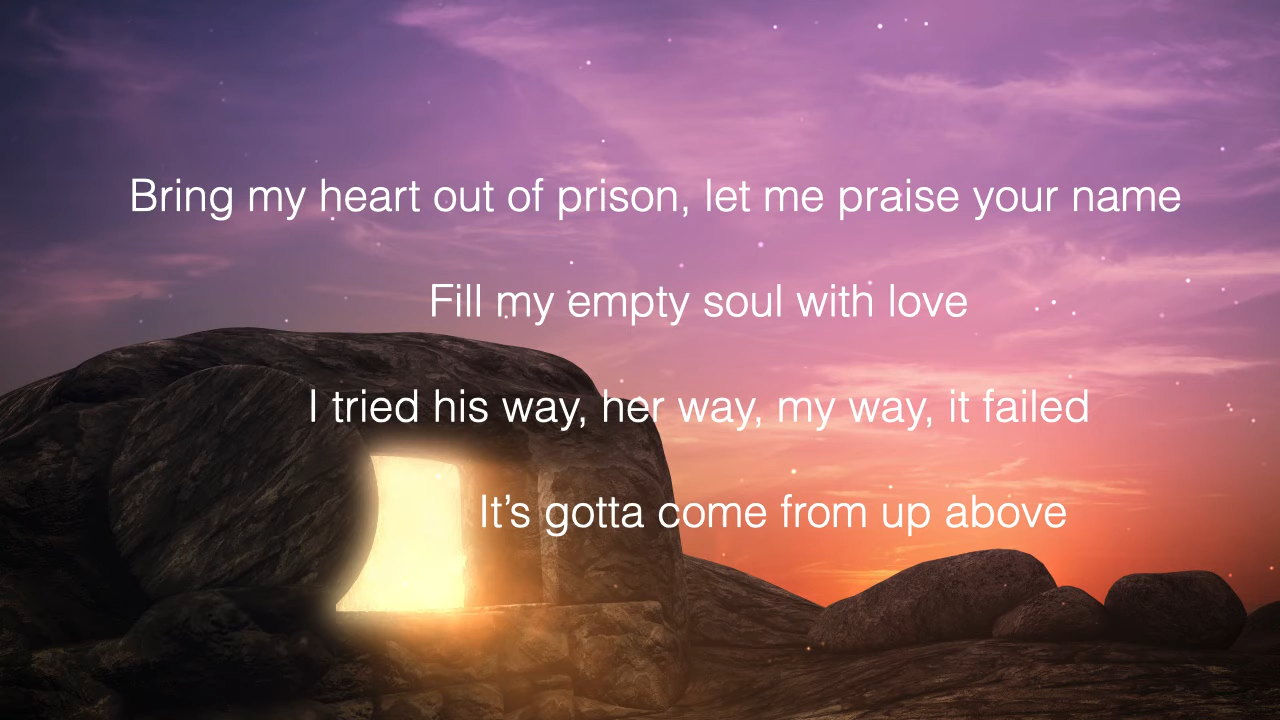 Bring my heart out of prison, let me praise your name
Fill my empty soul with love
I tried his way, her way, my way, it failed
It’s gotta come from up above